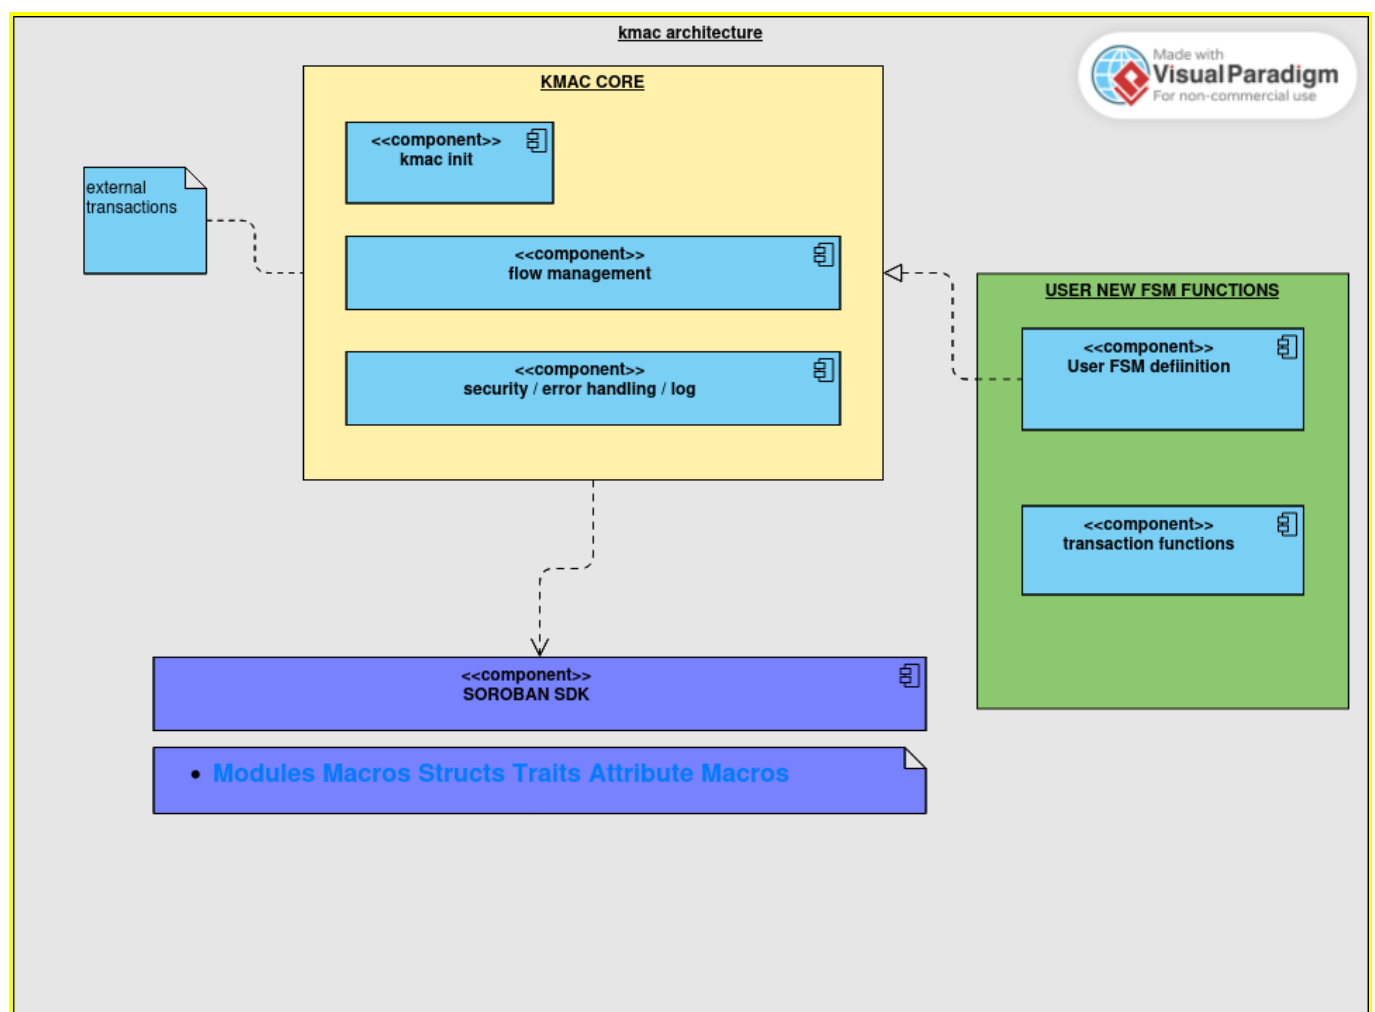 kmac architecture
Made with
Visual Paradigm
For non-commercial use
KMAC CORE
<<component>>
kmac init
external
transactions
<<component>>
flow management
USER NEW FSM FUNCTIONS
<<component>>
User FSM defiinition
<<component>>
security / error handling / log
<<component>>
transaction functions
<<component>>
SOROBAN SDK
• Modules Macros Structs Traits Attribute Macros